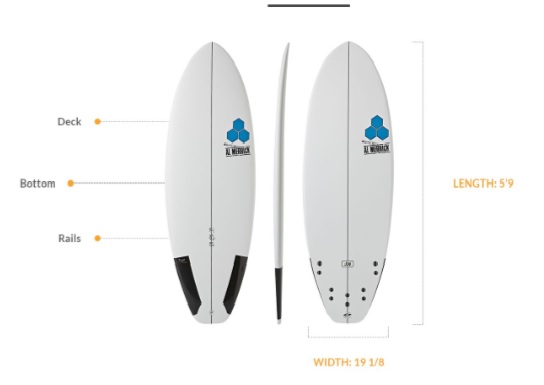 Deck
Bottom
Rails
LENGTH: 5'9
WIDTH: 19 1/8
AL MERRICK
AL MERRICK